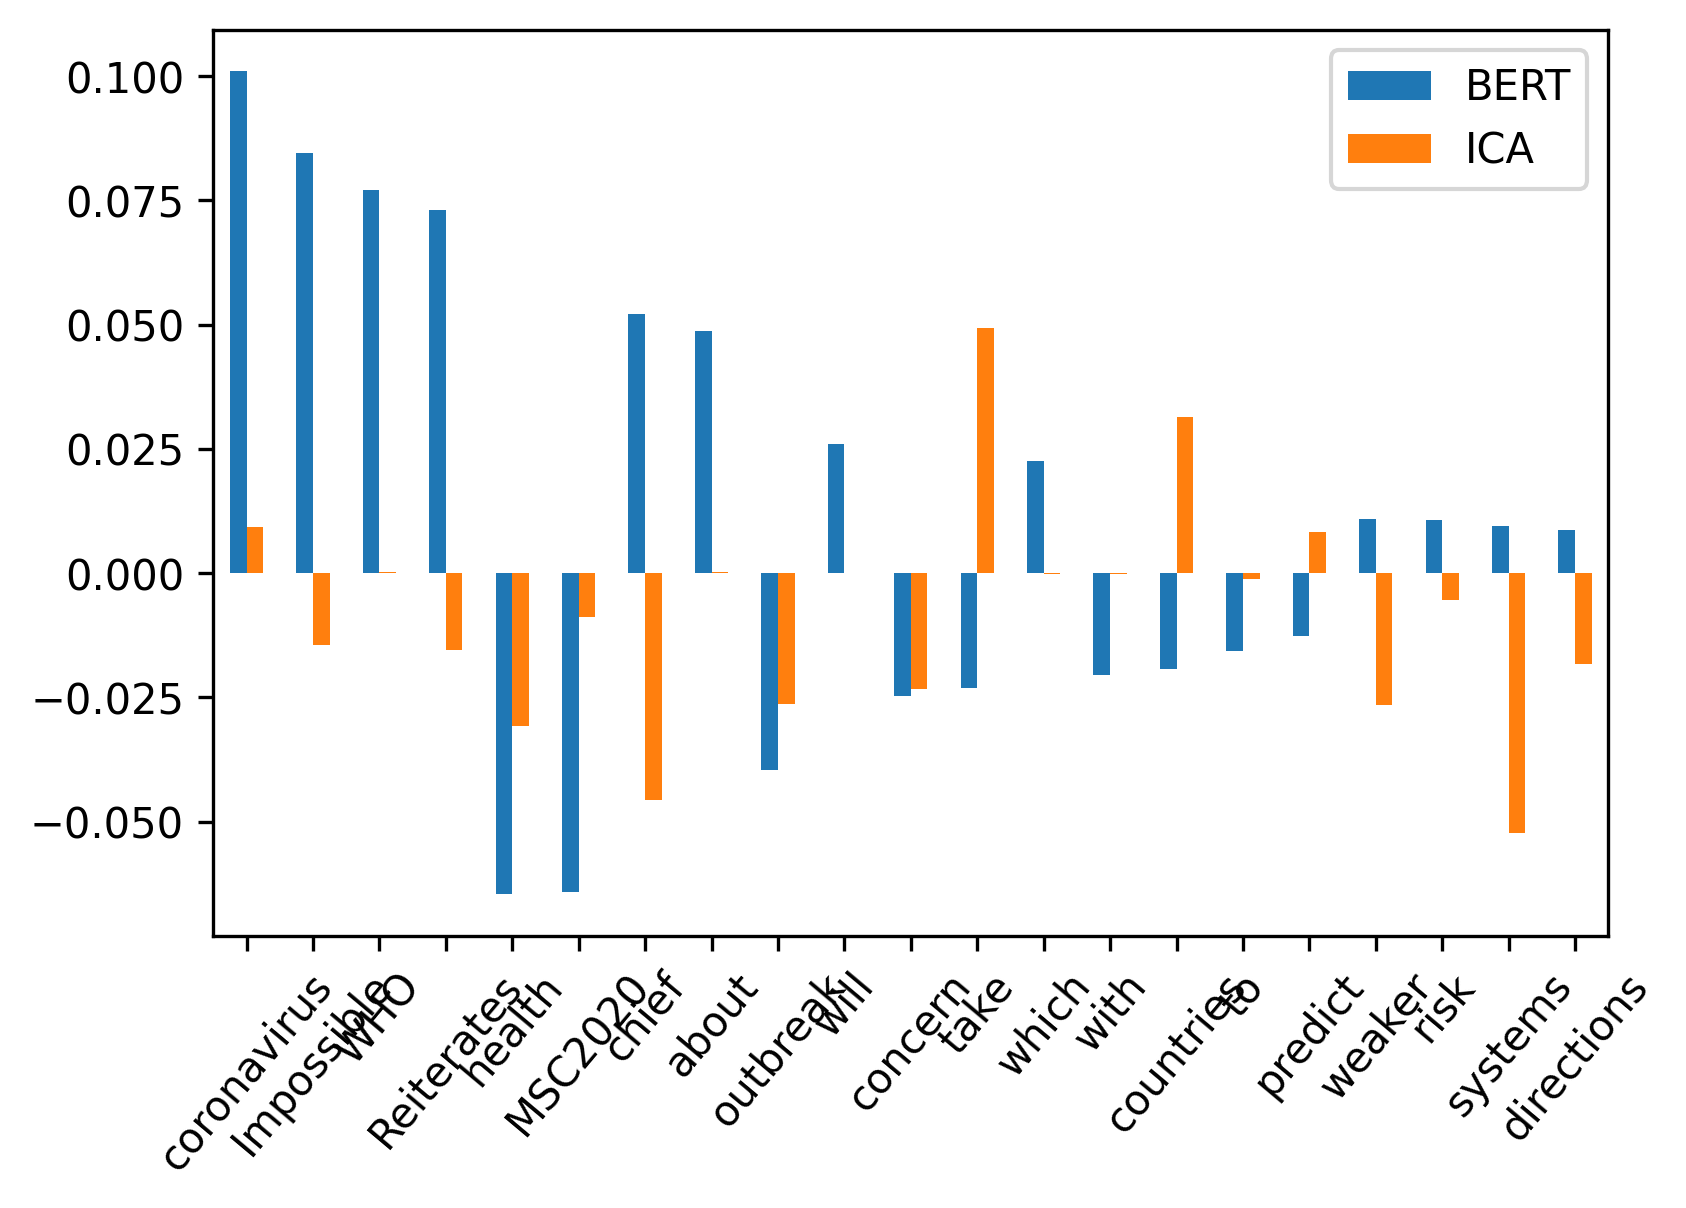 0.100
0.075
0.050
0.025
0.000
−0.025
−0.050
BERT
ICA
coronavirus
Impossible
WHO
Reiterates
health
MSC2020.
chief
about
outbreak
will
concern
take
which
with
countries
to
predict
weaker
risk
systems
directions